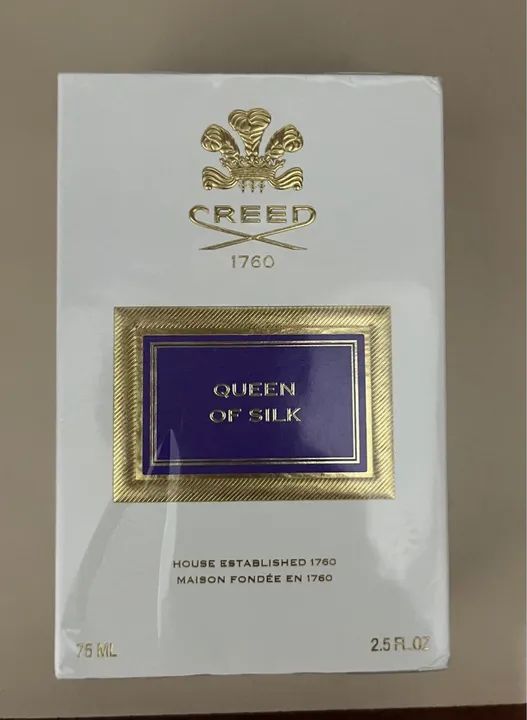 CREED
1760
QUEEN
OF SILK
HOUSE ESTABLISHED 1760
MAISON FONDÉE EN 1760
75 ML 2.5 FL.OZ